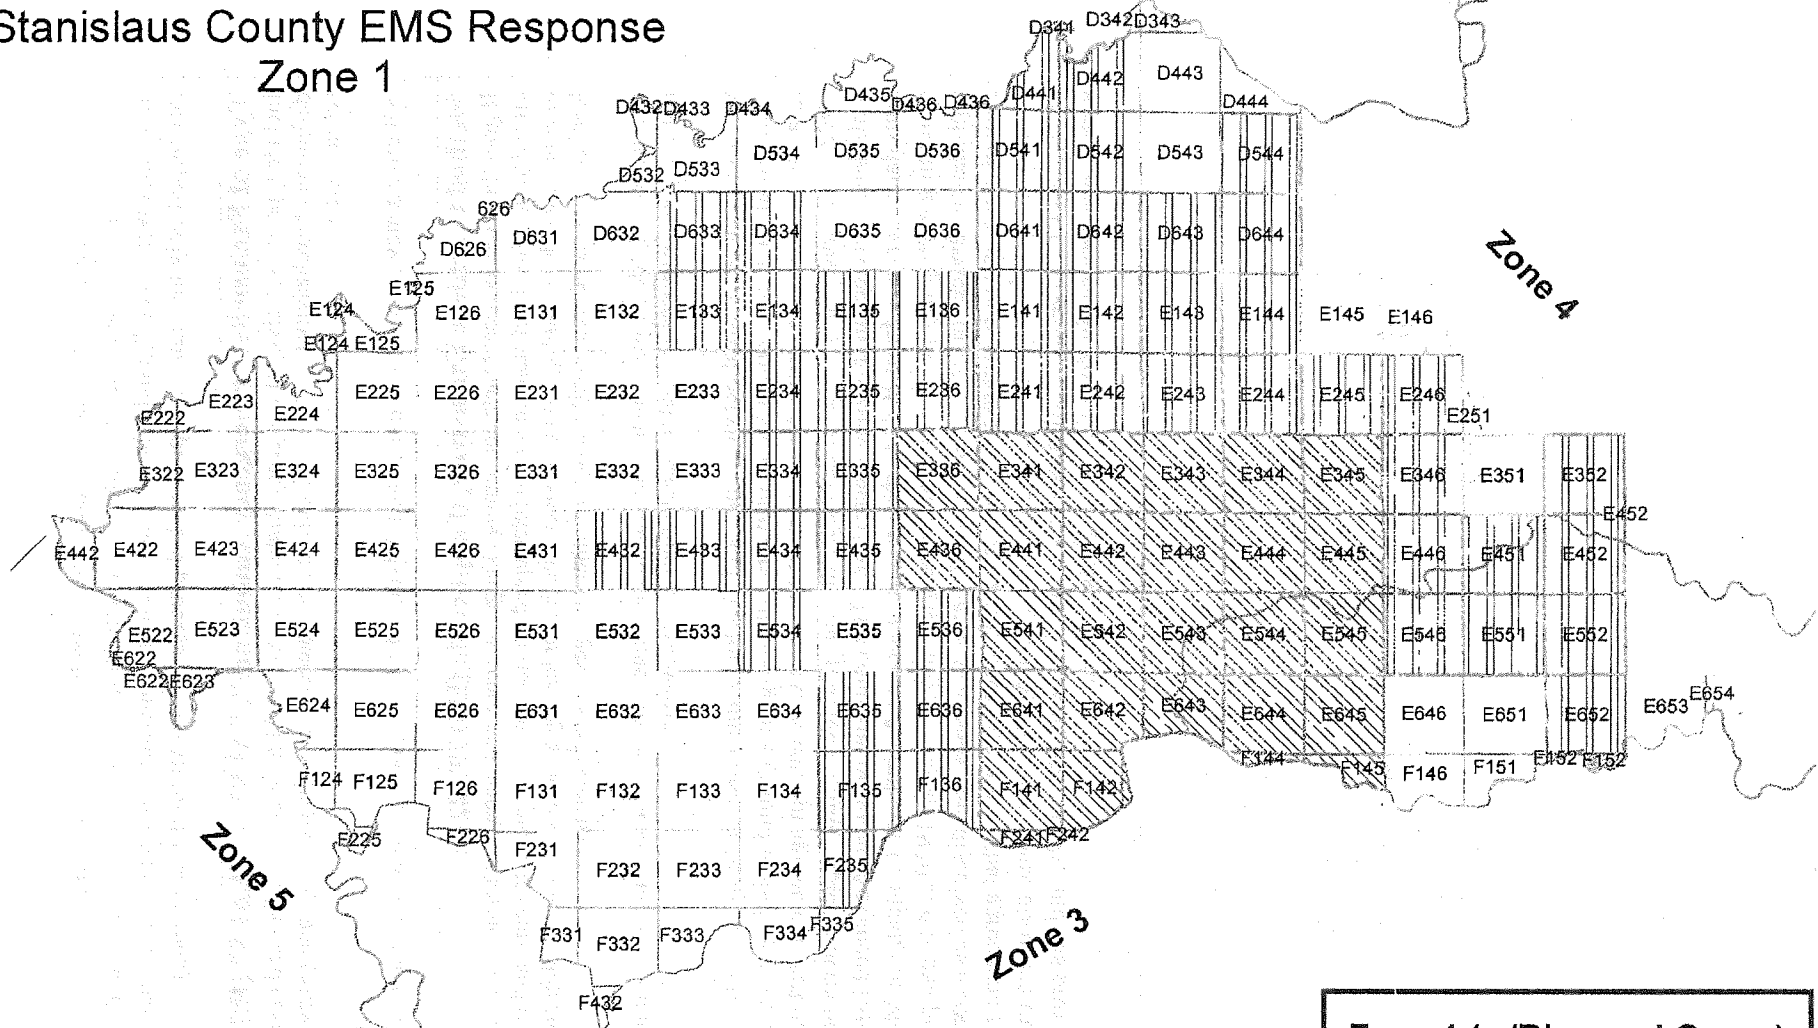 Stanislaus County EMS Response
Zone 1
D341 D342 D343
D442 D443
D432 D433 D434 D435 D436 D436 D441 D444
D532 D533 D534 D535 D536 D541 D542 D543 D544
626
D626 D631 D632 D633 D634 D635 D636 D641 D642 D643 D644
Zone 4
E125
E124 E126 E131 E132 E133 E134 E135 E136 E141 E142 E143 E144 E145 E146
E124 E125
E222 E223 E224 E225 E226 E231 E232 E233 E234 E235 E236 E241 E242 E243 E244 E245 E246 E251
E322 E323 E324 E325 E326 E331 E332 E333 E334 E335 E336 E341 E342 E343 E344 E345 E346 E351 E352
E452
E442 E422 E423 E424 E425 E426 E431 E432 E433 E434 E435 E436 E441 E442 E443 E444 E445 E446 E451 E452
E522 E523 E524 E525 E526 E531 E532 E533 E534 E535 E536 E541 E542 E543 E544 E545 E546 E551 E552
E622
E622 E623
E624 E625 E626 E631 E632 E633 E634 E635 E636 E641 E642 E643 E644 E645 E646 E651 E652 E653 E654
F124 F125 F126 F131 F132 F133 F134 F135 F136 F141 F142 F144 F145 F146 F151 F152 F152
F225 F226 F231 F232 F233 F234 F235 F241 F242
Zone 5
F331 F332 F333 F334 F335
Zone 3
F432